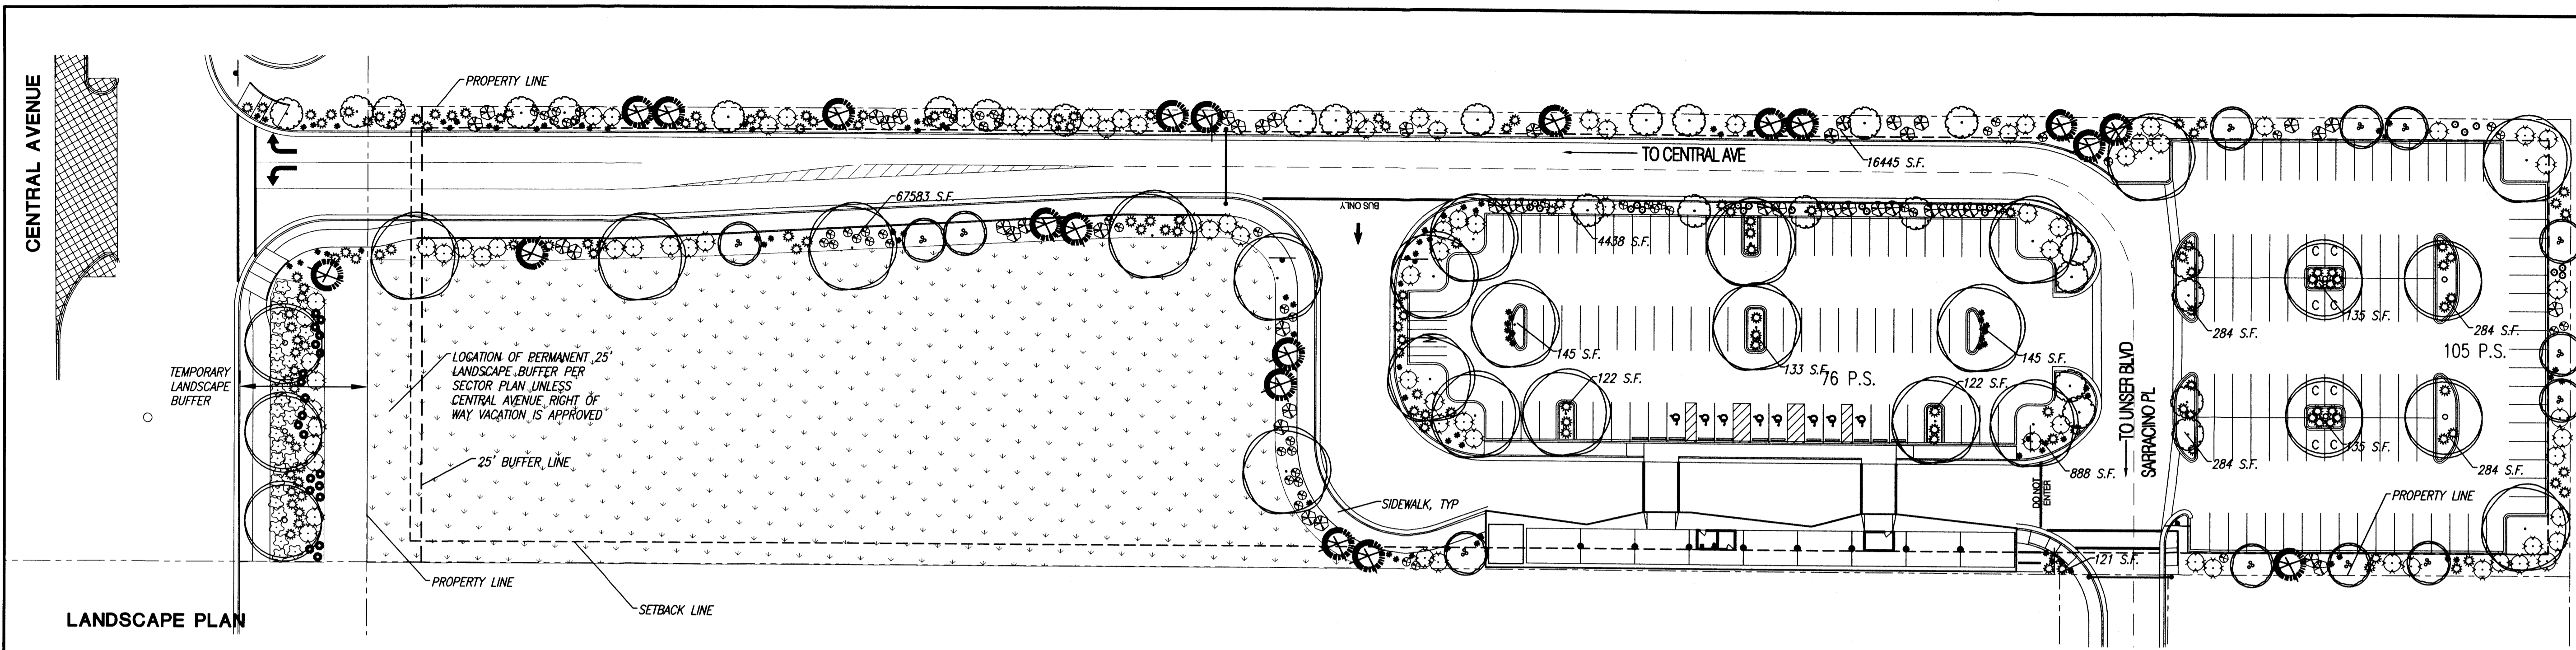 CENTRAL AVENUE
PROPERTY LINE
TO CENTRAL AVE
16445 S.F.
67583 S.F.
BUS ONLY
4438 S.F.
TEMPORARY
LANDSCAPE
BUFFER
LOCATION OF PERMANENT 25'
LANDSCAPE BUFFER PER
SECTOR PLAN UNLESS
CENTRAL AVENUE RIGHT OF
WAY VACATION IS APPROVED
25' BUFFER LINE
145 S.F.
133 S.F.
145 S.F.
76 P.S.
122 S.F.
122 S.F.
888 S.F.
TO UNSER BLVD
SARRACINO PL
C C
C C
135 S.F.
284 S.F.
284 S.F.
105 P.S.
C C
C C
135 S.F.
284 S.F.
284 S.F.
DO NOT
ENTER
PROPERTY LINE
SIDEWALK, TYP
121 S.F.
PROPERTY LINE
SETBACK LINE
LANDSCAPE PLAN